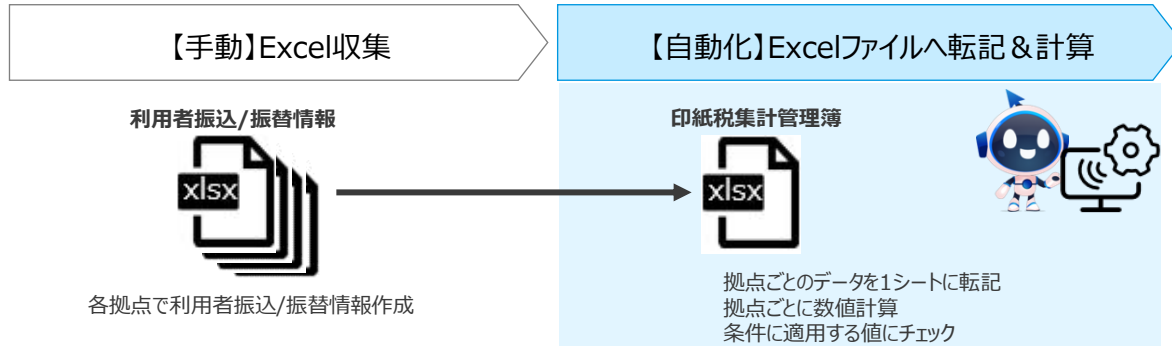 【手動】Excel収集
【自動化】Excelファイルへ転記＆計算
利用者振込/振替情報
印紙税集計管理簿
xlsx
xlsx
各拠点で利用者振込/振替情報作成
拠点ごとのデータを1シートに転記
拠点ごとに数値計算
条件に適用する値にチェック